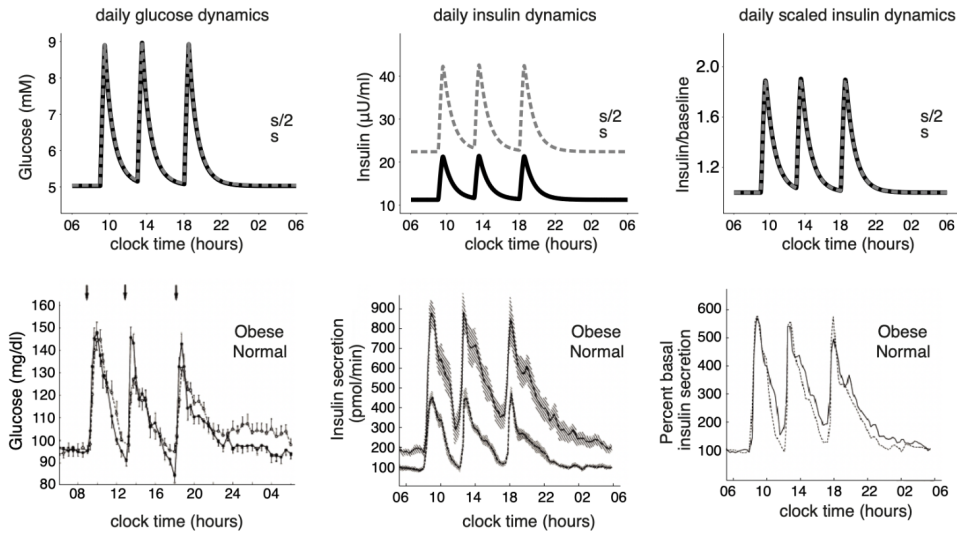 daily glucose dynamics
Glucose (mM)
9
8
7
6
5
s/2
s
06 10 14 18 22 02 06
clock time (hours)
daily insulin dynamics
Insulin (µU/ml)
40
30
20
10
s/2
s
06 10 14 18 22 02 06
clock time (hours)
daily scaled insulin dynamics
Insulin/baseline
2.0
1.6
1.2
s/2
s
06 10 14 18 22 02 06
clock time (hours)
Glucose (mg/dl)
160
150
140
130
120
110
100
90
80
Obese
Normal
08 12 16 20 24 04
clock time (hours)
Insulin secretion
(pmol/min)
900
800
700
600
500
400
300
200
100
Obese
Normal
06 10 14 18 22 02 06
clock time (hours)
Percent basal
insulin secretion
600
500
400
300
200
100
Obese
Normal
06 10 14 18 22 02 06
clock time (hours)